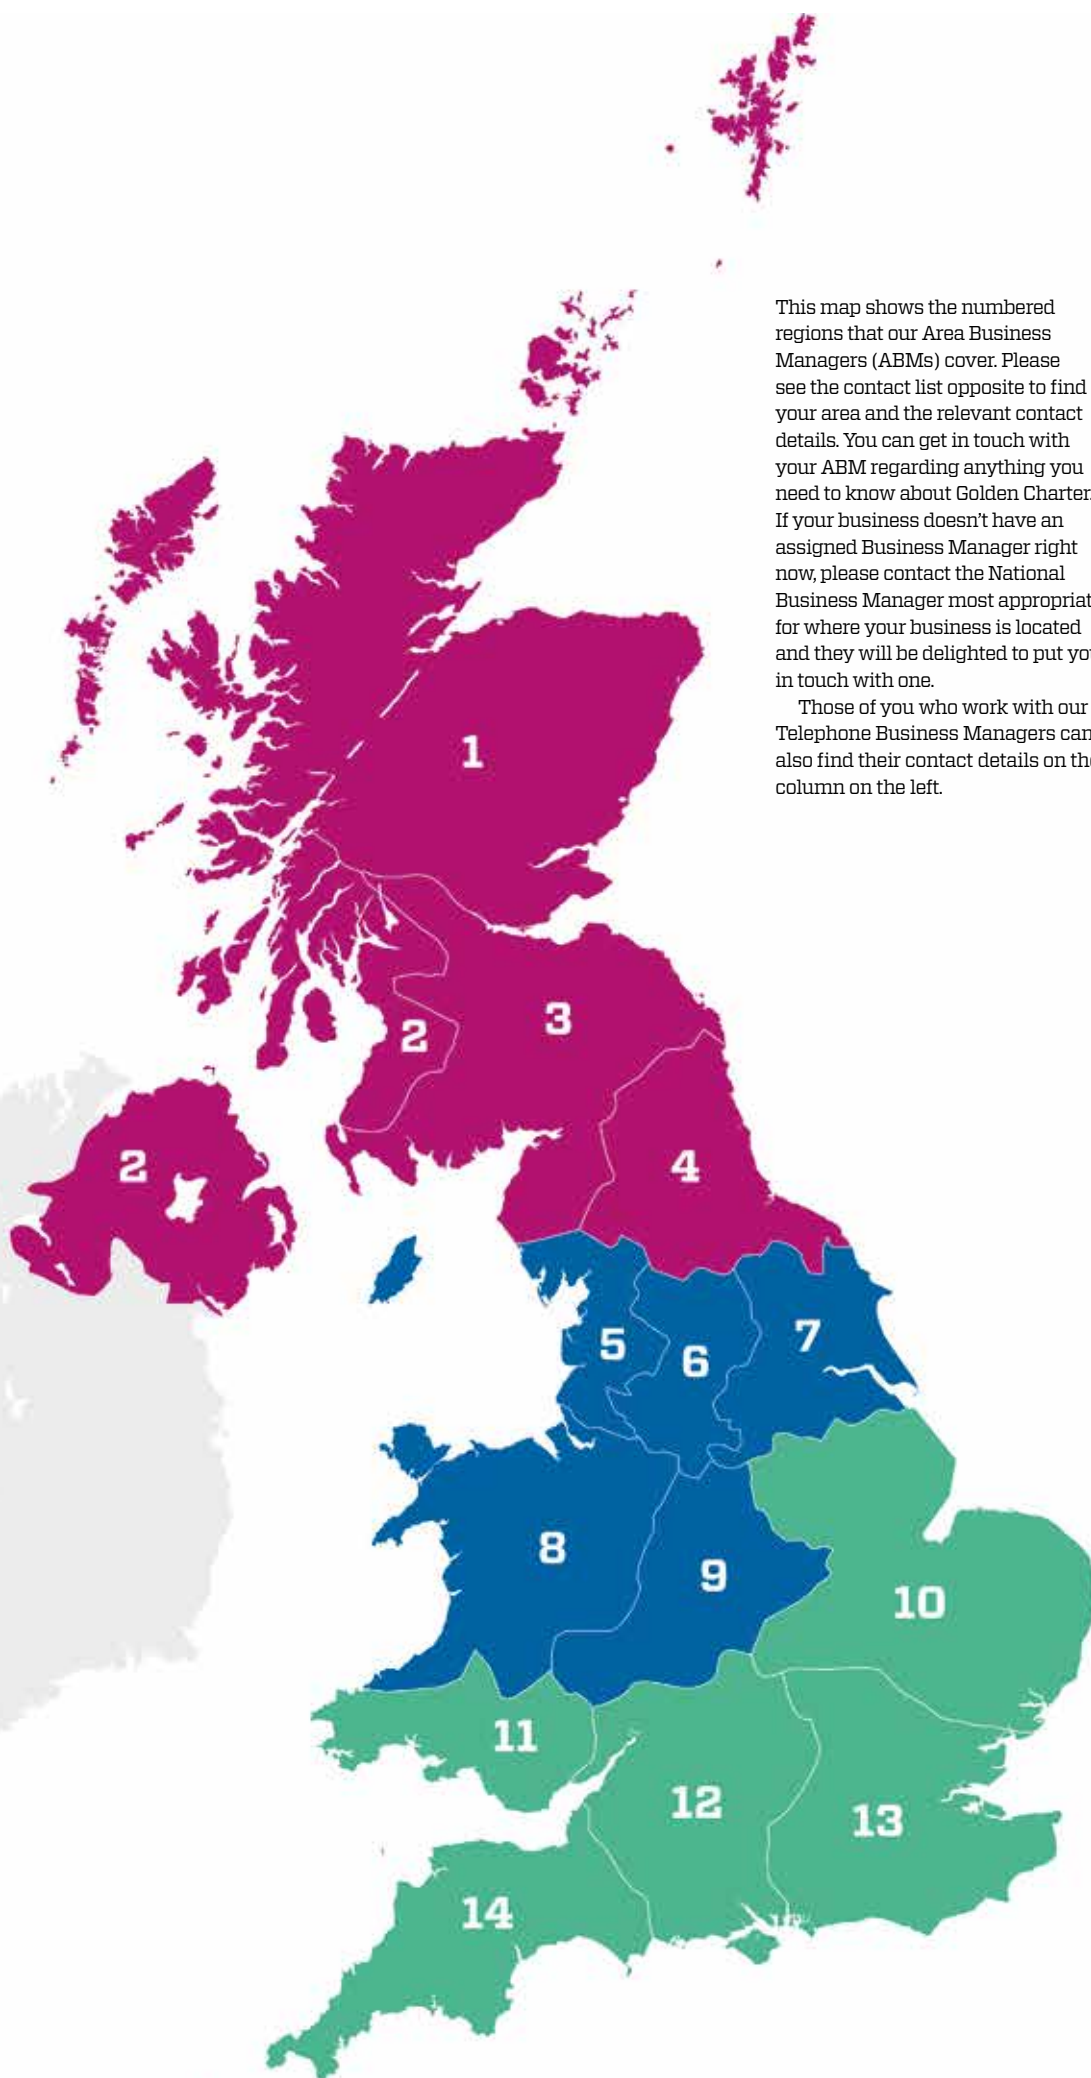 This map shows the numbered
regions that our Area Business
Managers (ABMs) cover. Please
see the contact list opposite to find
your area and the relevant contact
details. You can get in touch with
your ABM regarding anything you
need to know about Golden Charter.
If your business doesn’t have an
assigned Business Manager right
now, please contact the National
Business Manager most appropriat
for where your business is located
and they will be delighted to put yo
in touch with one.
Those of you who work with our
Telephone Business Managers can
also find their contact details on the
column on the left.
1
3
2
2
4
7
5
6
8
9
10
11
12
13
14